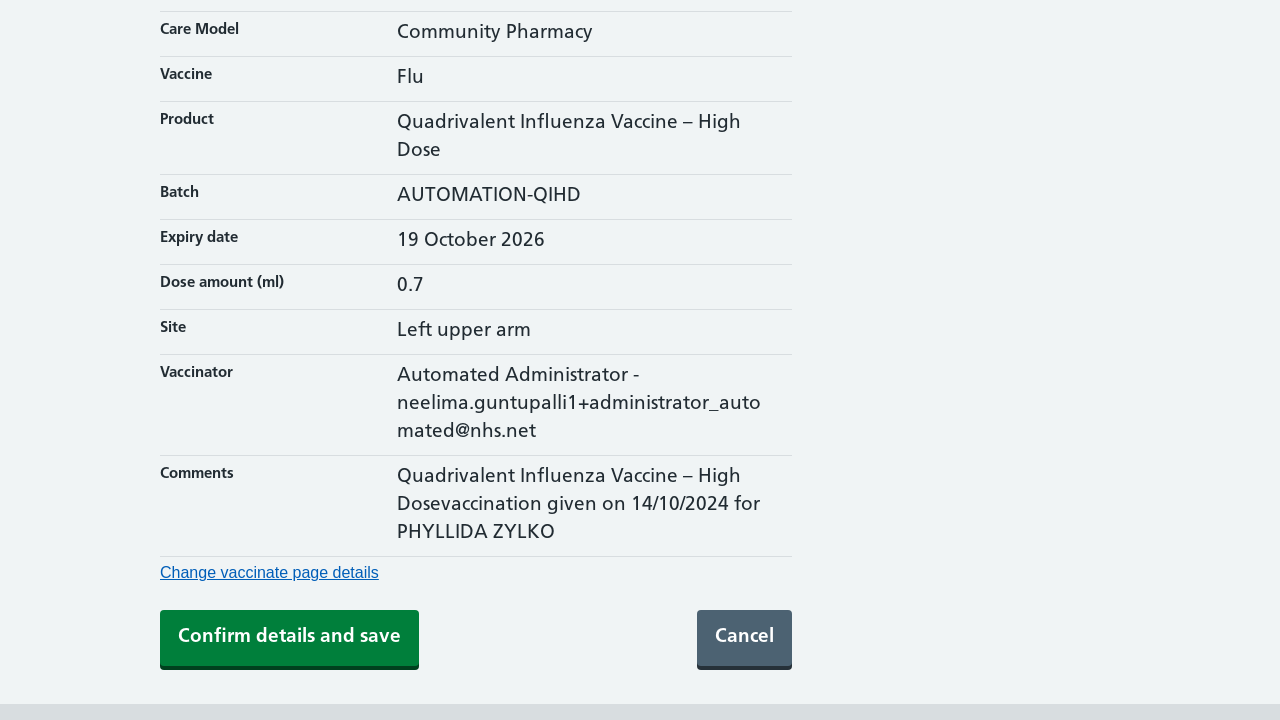 Care Model
Community Pharmacy
Vaccine
Flu
Product
Quadrivalent Influenza Vaccine – High
Dose
Batch
AUTOMATION-QIHD
Expiry date
19 October 2026
Dose amount (ml)
0.7
Site
Left upper arm
Vaccinator
Automated Administrator -
neelima.guntupalli1+administrator_auto
mated@nhs.net
Comments
Quadrivalent Influenza Vaccine – High
Dosevaccination given on 14/10/2024 for
PHYLLIDA ZYLKO
Change vaccinate page details
Confirm details and save
Cancel